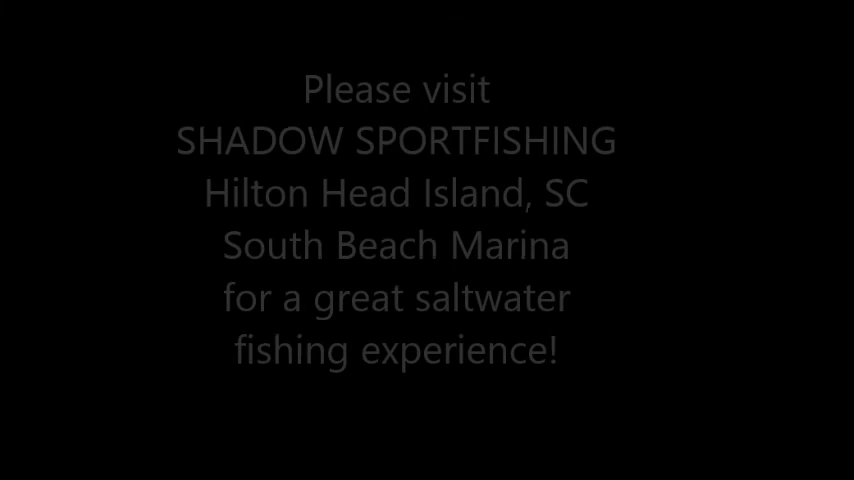 Please visit
SHADOW SPORTFISHING
Hilton Head Island, SC
South Beach Marina
for a great saltwater
fishing experience!